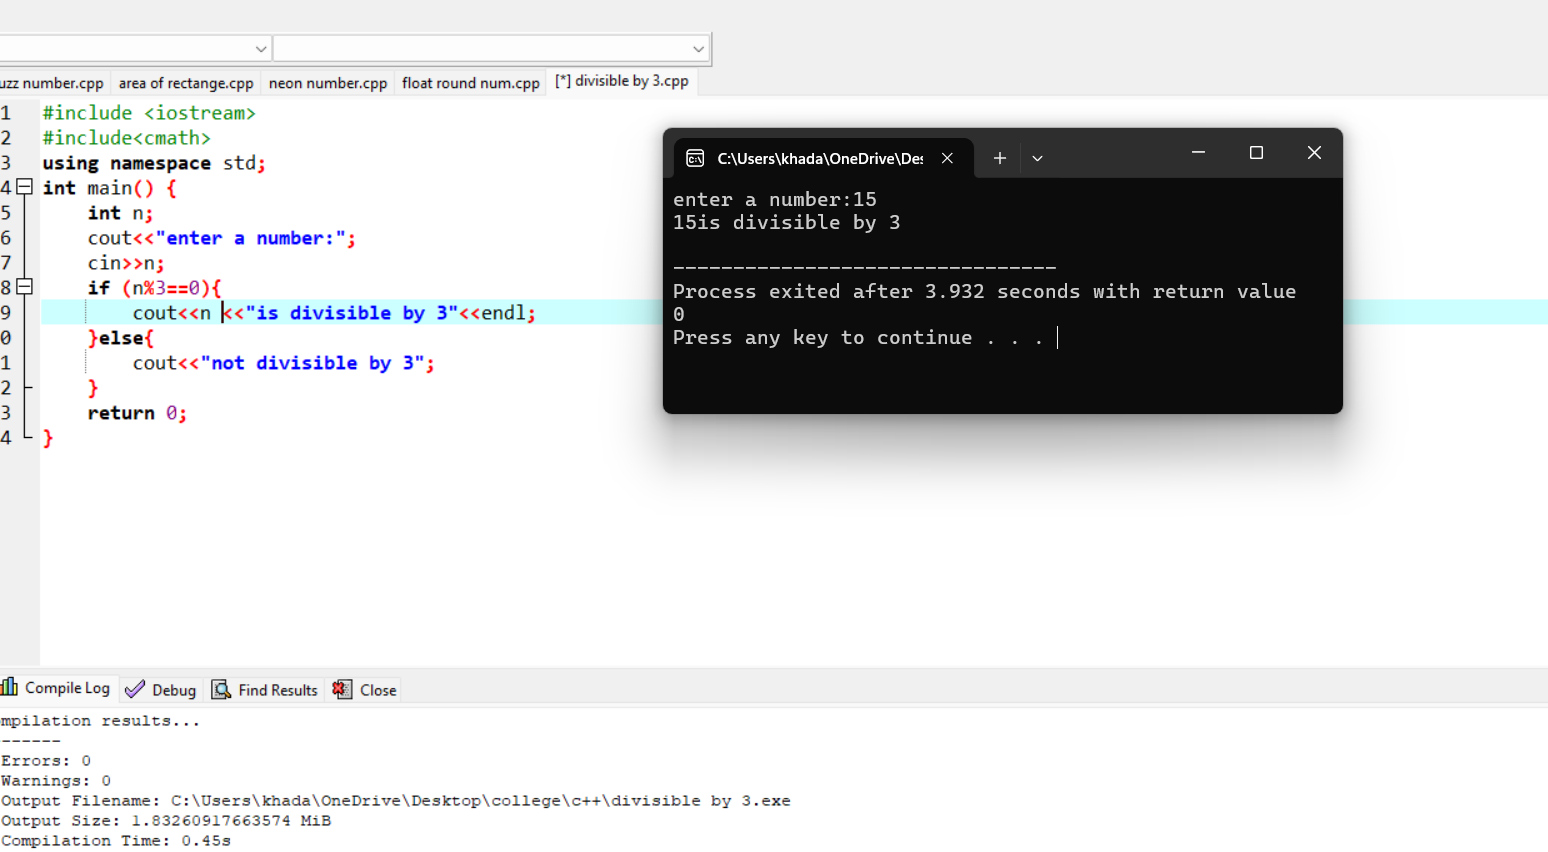 uzz number.cpp area of rectange.cpp neon number.cpp float round num.cpp [*] divisible by 3.cpp
1 #include <iostream>
2 #include<cmath>
3 using namespace std;
4 int main() {
5 int n;
6 cout<<"enter a number:";
7 cin>>n;
8 if (n%3==0){
9 cout<<n <<"is divisible by 3"<<endl;
0 }else{
1 cout<<"not divisible by 3";
2 }
3 return 0;
4 }
C:\Users\khada\OneDrive\Des
enter a number:15
15is divisible by 3
--------------------------------
Process exited after 3.932 seconds with return value
0
Press any key to continue . . .
Compile Log Debug Find Results Close
mpilation results...
------
Errors: 0
Warnings: 0
Output Filename: C:\Users\khada\OneDrive\Desktop\college\c++\divisible by 3.exe
Output Size: 1.83260917663574 MiB
Compilation Time: 0.45s